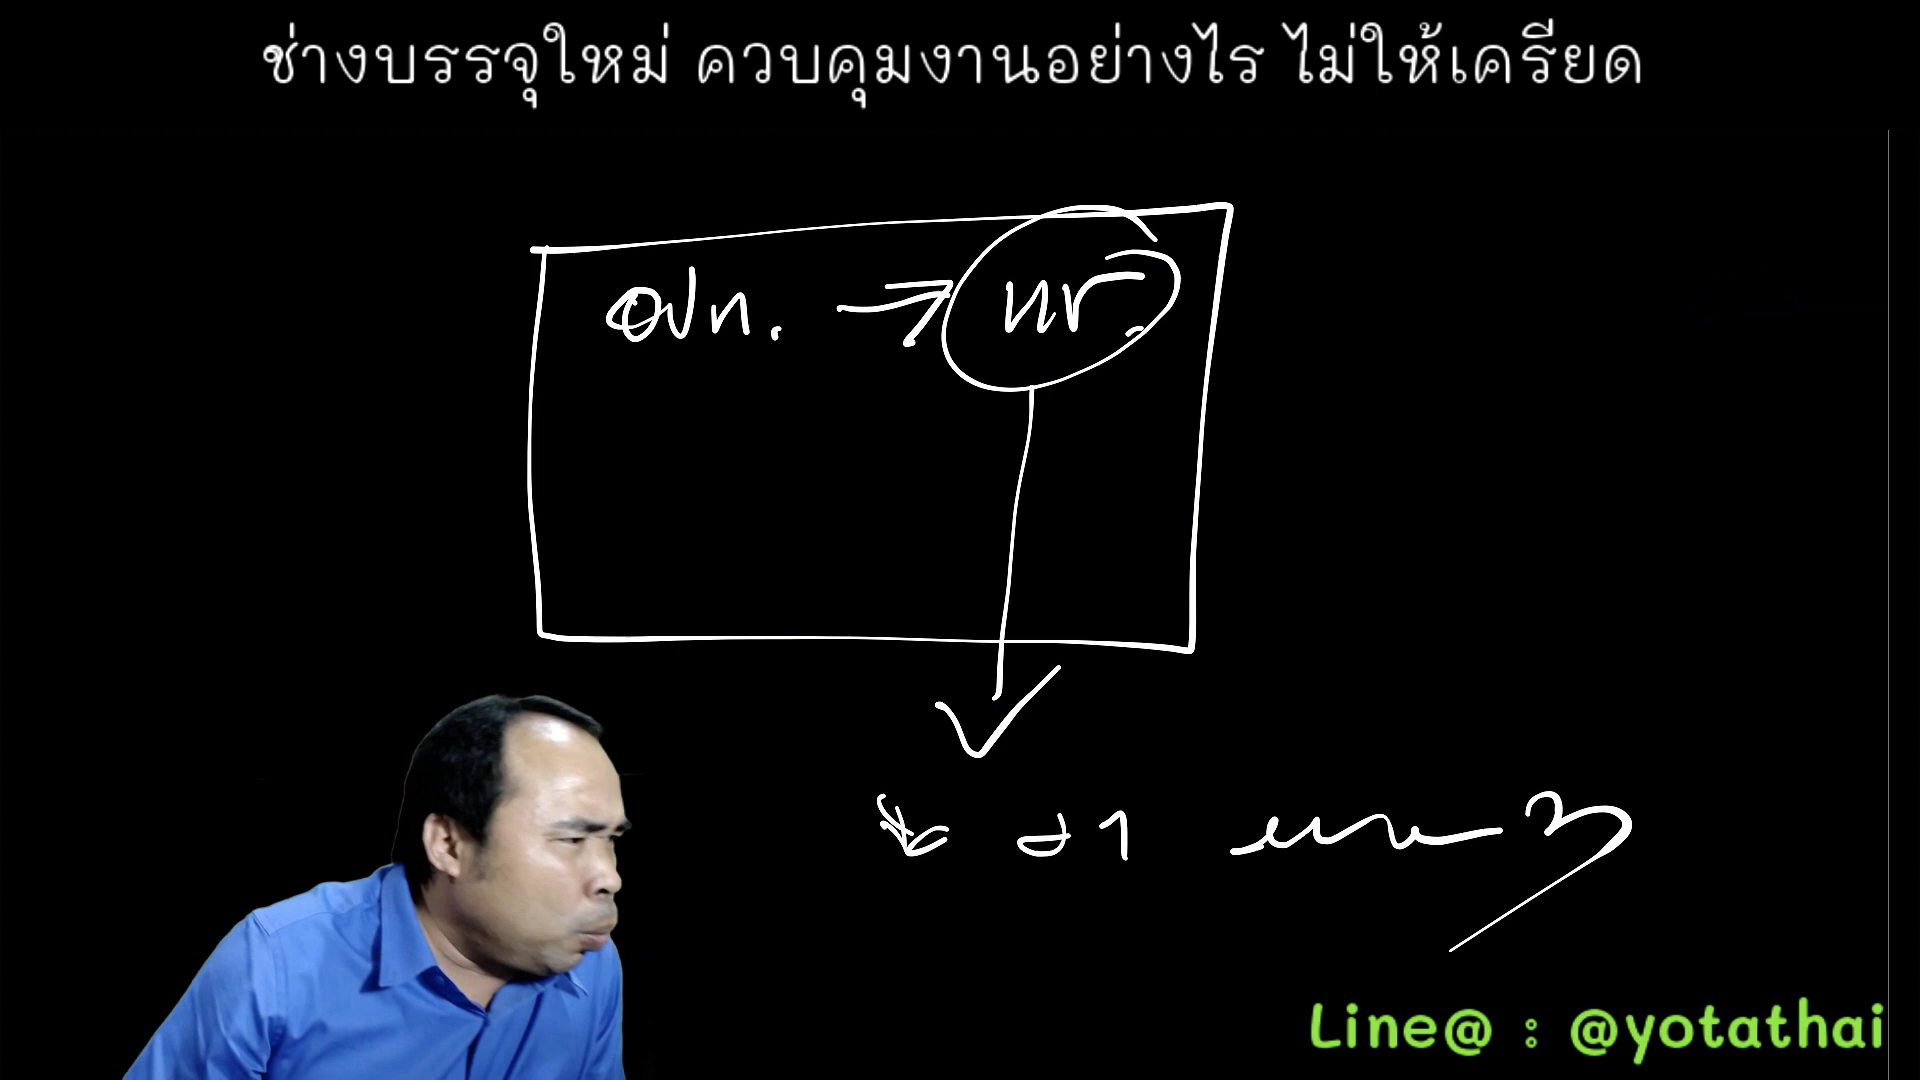 ช่างบรรจุใหม่ ควบคุมงานอย่างไร ไม่ให้เครียด
อปท. → นร.
Line@ : @yotathai